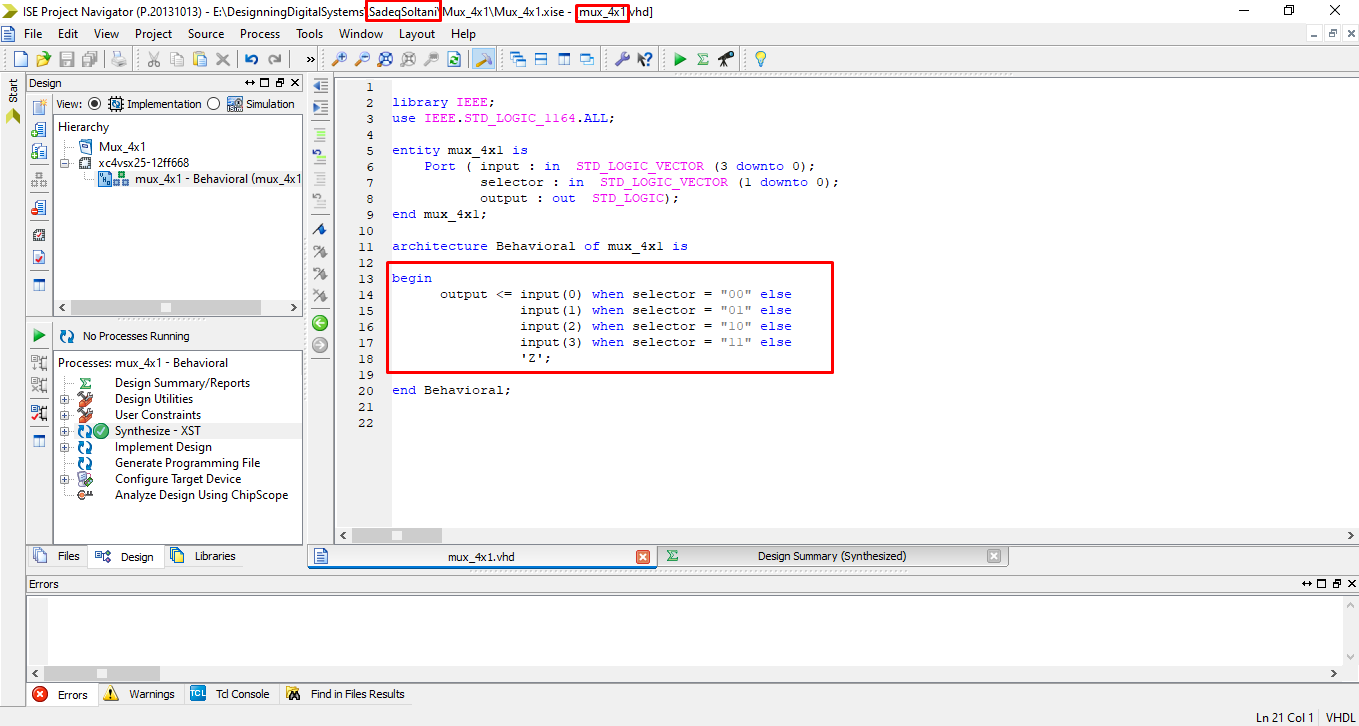 ISE Project Navigator (P.20131013) - E:\DesignningDigitalSystems\SadeqSoltani\Mux_4x1\Mux_4x1.xise - [mux_4x1.vhd]
File Edit View Project Source Process Tools Window Layout Help
Start
Design
View: Implementation Simulation
Hierarchy
Mux_4x1
xc4vsx25-12ff668
mux_4x1 - Behavioral (mux_4x1
No Processes Running
Processes: mux_4x1 - Behavioral
Design Summary/Reports
Design Utilities
User Constraints
Synthesize - XST
Implement Design
Generate Programming File
Configure Target Device
Analyze Design Using ChipScope
Files Design Libraries
1
2 library IEEE;
3 use IEEE.STD_LOGIC_1164.ALL;
4
5 entity mux_4x1 is
6 Port ( input : in STD_LOGIC_VECTOR (3 downto 0);
7 selector : in STD_LOGIC_VECTOR (1 downto 0);
8 output : out STD_LOGIC);
9 end mux_4x1;
10
11 architecture Behavioral of mux_4x1 is
12
13 begin
14 output <= input(0) when selector = "00" else
15 input(1) when selector = "01" else
16 input(2) when selector = "10" else
17 input(3) when selector = "11" else
18 'Z';
19
20 end Behavioral;
21
22
mux_4x1.vhd Design Summary (Synthesized)
Errors
Errors Warnings Tcl Console Find in Files Results
Ln 21 Col 1 VHDL